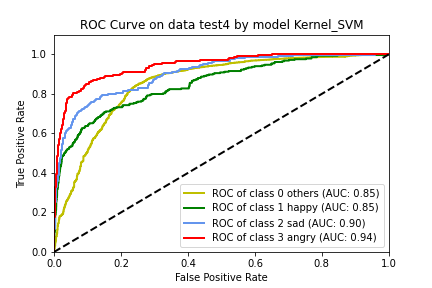 ROC Curve on data test4 by model Kernel_SVM
True Positive Rate
1.0
0.8
0.6
0.4
0.2
0.0
ROC of class 0 others (AUC: 0.85)
ROC of class 1 happy (AUC: 0.85)
ROC of class 2 sad (AUC: 0.90)
ROC of class 3 angry (AUC: 0.94)
0.0 0.2 0.4 0.6 0.8 1.0
False Positive Rate